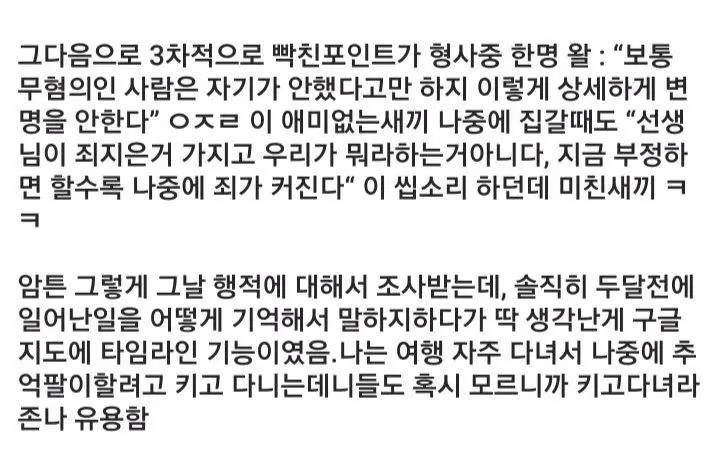 그다음으로 3차적으로 빡친포인트가 형사중 한명 왈 : “보통
무혐의인 사람은 자기가 안했다고만 하지 이렇게 상세하게 변
명을 안한다” ㅇㅈㄹ 이 애미없는새끼 나중에 집갈때도 “선생
님이 죄지은거 가지고 우리가 뭐라하는거아니다, 지금 부정하
면 할수록 나중에 죄가 커진다“ 이 씹소리 하던데 미친새끼 ㅋ
ㅋ
암튼 그렇게 그날 행적에 대해서 조사받는데, 솔직히 두달전에
일어난일을 어떻게 기억해서 말하지하다가 딱 생각난게 구글
지도에 타임라인 기능이였음.나는 여행 자주 다녀서 나중에 추
억팔이할려고 키고 다니는데니들도 혹시 모르니까 키고다녀라
존나 유용함